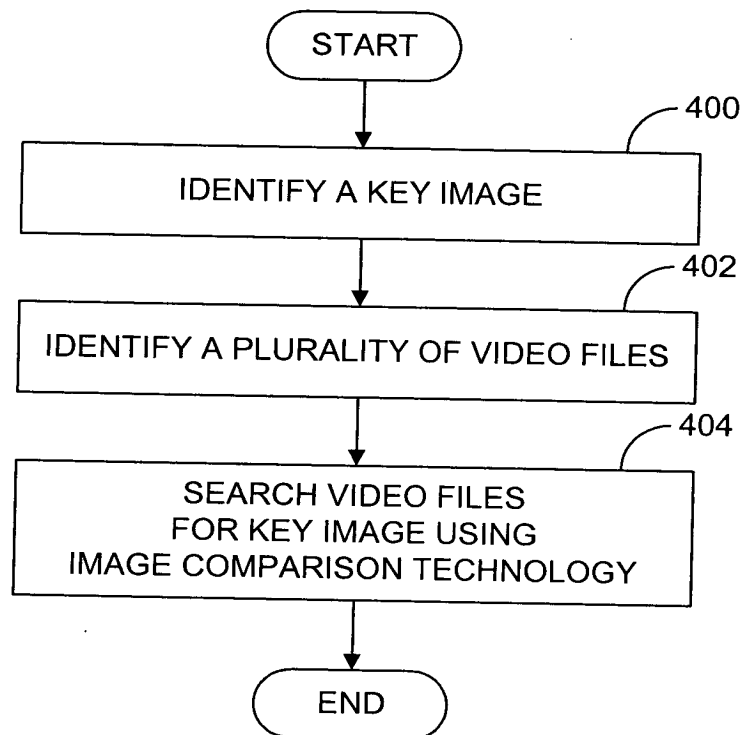 START
400
IDENTIFY A KEY IMAGE
402
IDENTIFY A PLURALITY OF VIDEO FILES
404
SEARCH VIDEO FILES
FOR KEY IMAGE USING
IMAGE COMPARISON TECHNOLOGY
END